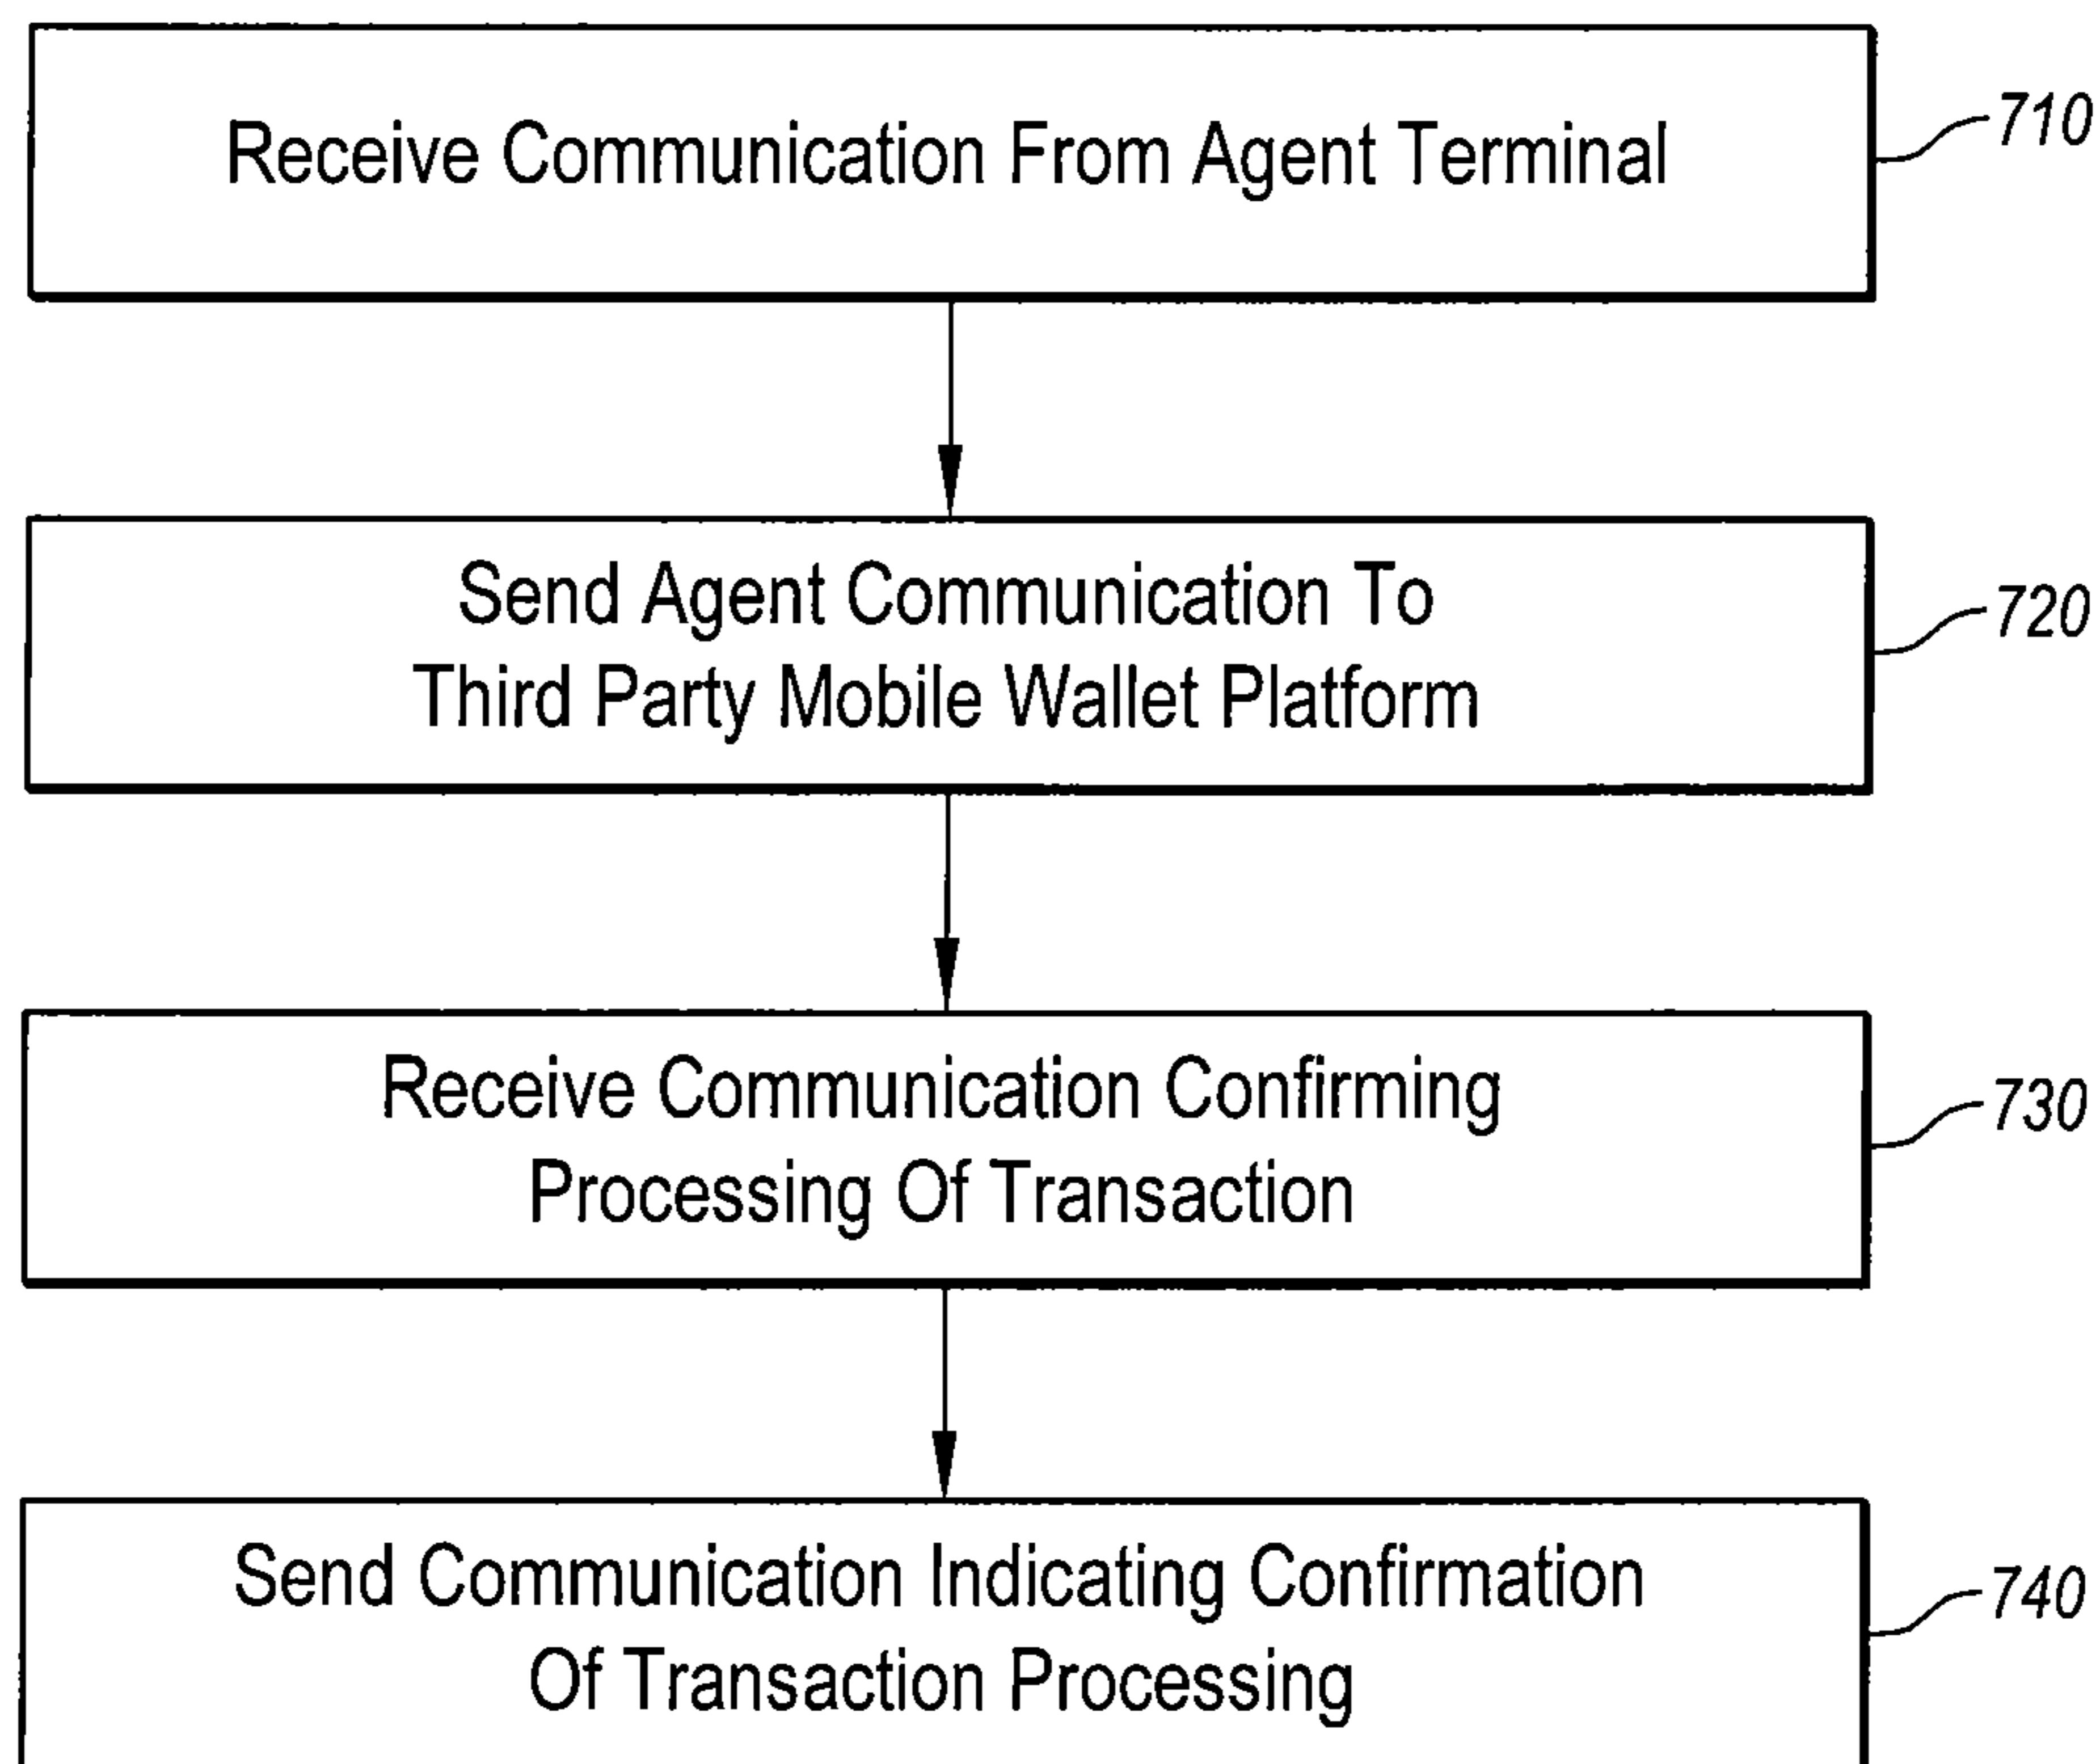 Receive Communication From Agent Terminal
710
Send Agent Communication To
Third Party Mobile Wallet Platform
720
Receive Communication Confirming
Processing Of Transaction
730
Send Communication Indicating Confirmation
Of Transaction Processing
740